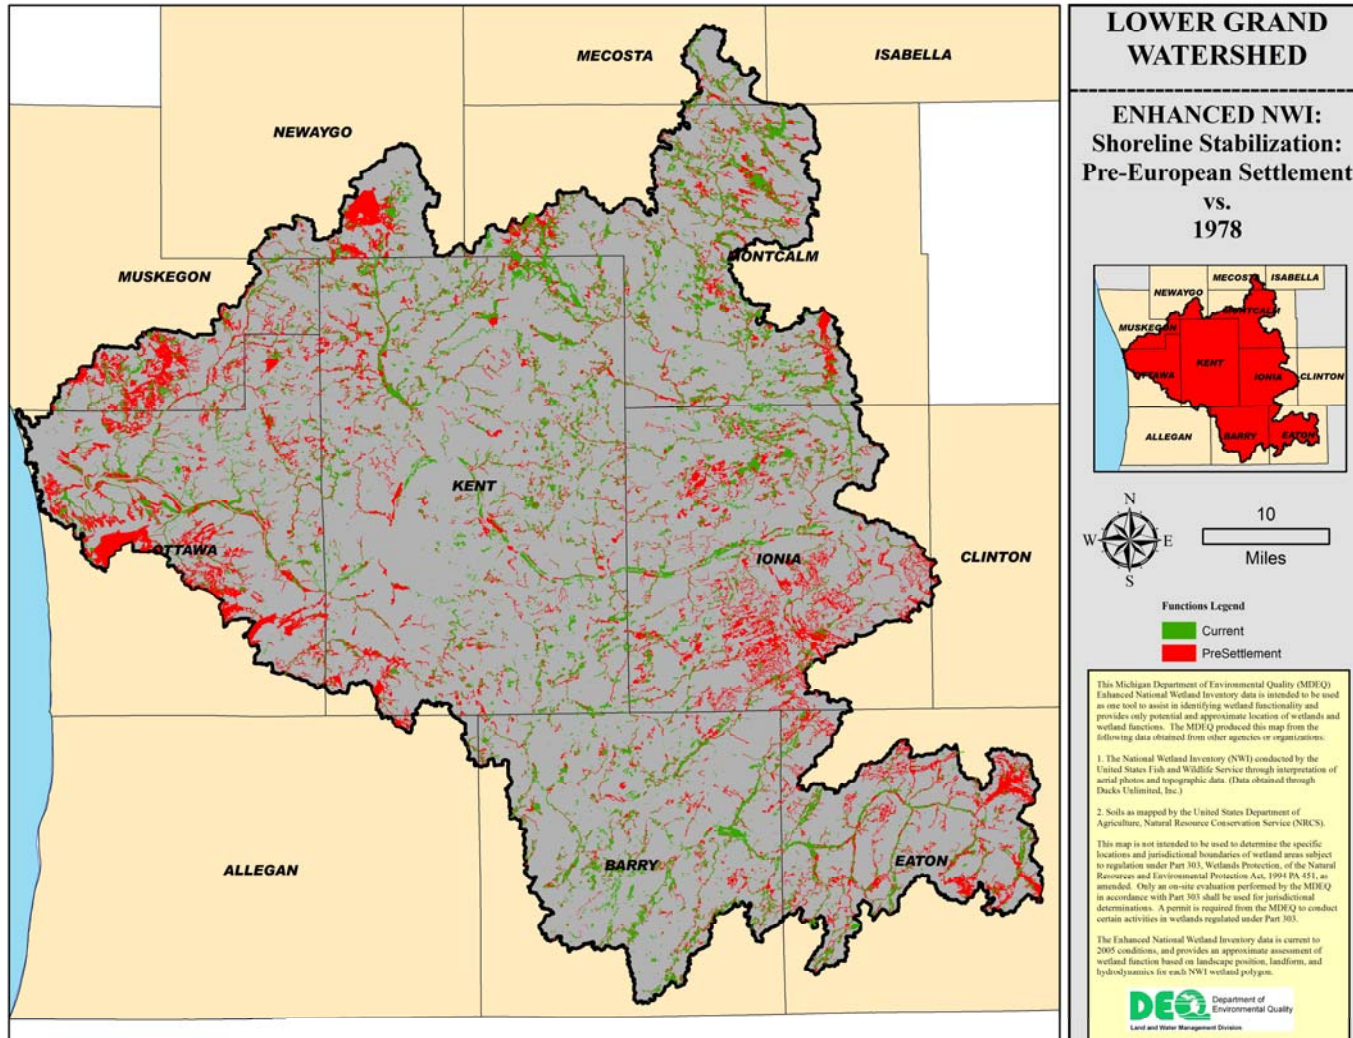 MECOSTA
ISABELLA
NEWAYGO
MUSKEGON
MONTCALM
KENT
OTTAWA
IONIA
CLINTON
ALLEGAN
BARRY
EATON
LOWER GRAND
WATERSHED
ENHANCED NWI:
Shoreline Stabilization:
Pre-European Settlement
vs.
1978
MECOSTA ISABELLA
NEWAYGO
MONTCALM
MUSKEGON
KENT
OTTAWA
IONIA CLINTON
ALLEGAN
BARRY
EATON
N
W E
S
10
Miles
Functions Legend
Current
PreSettlement
This Michigan Department of Environmental Quality (MDEQ)
Enhanced National Wetland Inventory data is intended to be used
as one tool to assist in identifying wetland functionality and
provides only potential and approximate location of wetlands and
wetland functions. The MDEQ produced this map from the
following data obtained from other agencies or organizations.
1. The National Wetland Inventory (NWI) conducted by the
United States Fish and Wildlife Service through interpretation of
aerial photos and topographic data. (Data obtained through
Ducks Unlimited, Inc.)
2. Soils as mapped by the United States Department of
Agriculture, Natural Resource Conservation Service (NRCS).
This map is not intended to be used to determine the specific
locations and jurisdictional boundaries of wetland areas subject
to regulation under Part 303, Wetlands Protection, of the Natural
Resources and Environmental Protection Act, 1994 PA 451, as
amended. Only an on-site evaluation performed by the MDEQ
in accordance with Part 303 shall be used for jurisdictional
determinations. A permit is required from the MDEQ to conduct
certain activities in wetlands regulated under Part 303.
The Enhanced National Wetland Inventory data is current to
2005 conditions, and provides an approximate assessment of
wetland function based on landscape position, landform, and
hydrodynamics for each NWI wetland polygon.
DEQ Department of
Environmental Quality
Land and Water Management Division